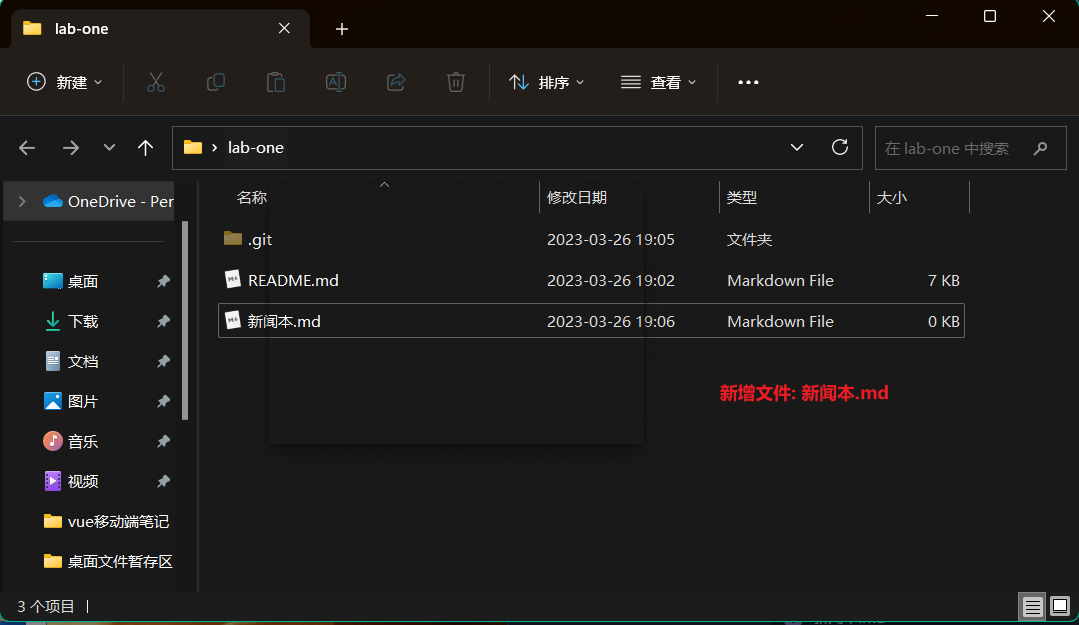 lab-one
新建
排序
查看
lab-one
在 lab-one 中搜索
OneDrive - Per
名称 修改日期 类型 大小
.git 2023-03-26 19:05 文件夹
README.md 2023-03-26 19:02 Markdown File 7 KB
新闻本.md 2023-03-26 19:06 Markdown File 0 KB
桌面
下载
文档
图片
音乐
视频
vue移动端笔记
桌面文件暂存区
新增文件: 新闻本.md
3 个项目